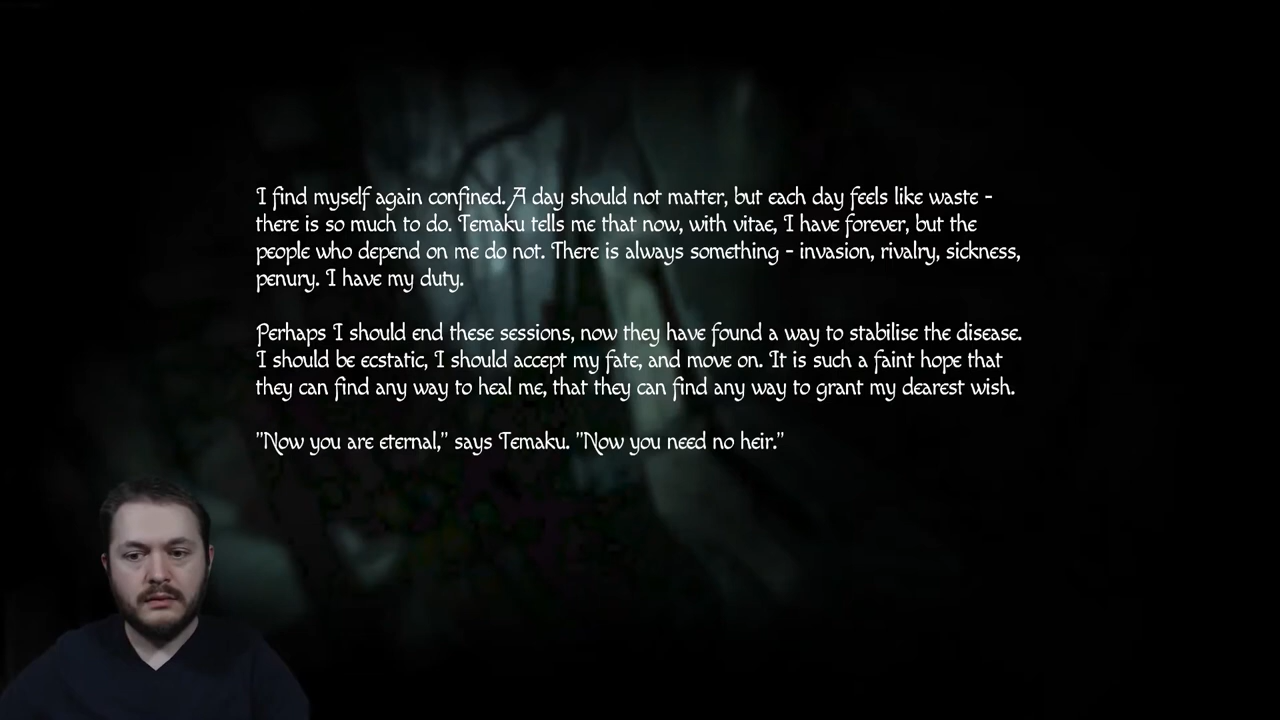 I find myself again confined. A day should not matter, but each day feels like waste -
there is so much to do. Temaku tells me that now, with vitae, I have forever, but the
people who depend on me do not. There is always something - invasion, rivalry, sickness,
penury. I have my duty.
Perhaps I should end these sessions, now they have found a way to stabilise the disease.
I should be ecstatic, I should accept my fate, and move on. It is such a faint hope that
they can find any way to heal me, that they can find any way to grant my dearest wish.
"Now you are eternal," says Temaku. "Now you need no heir."